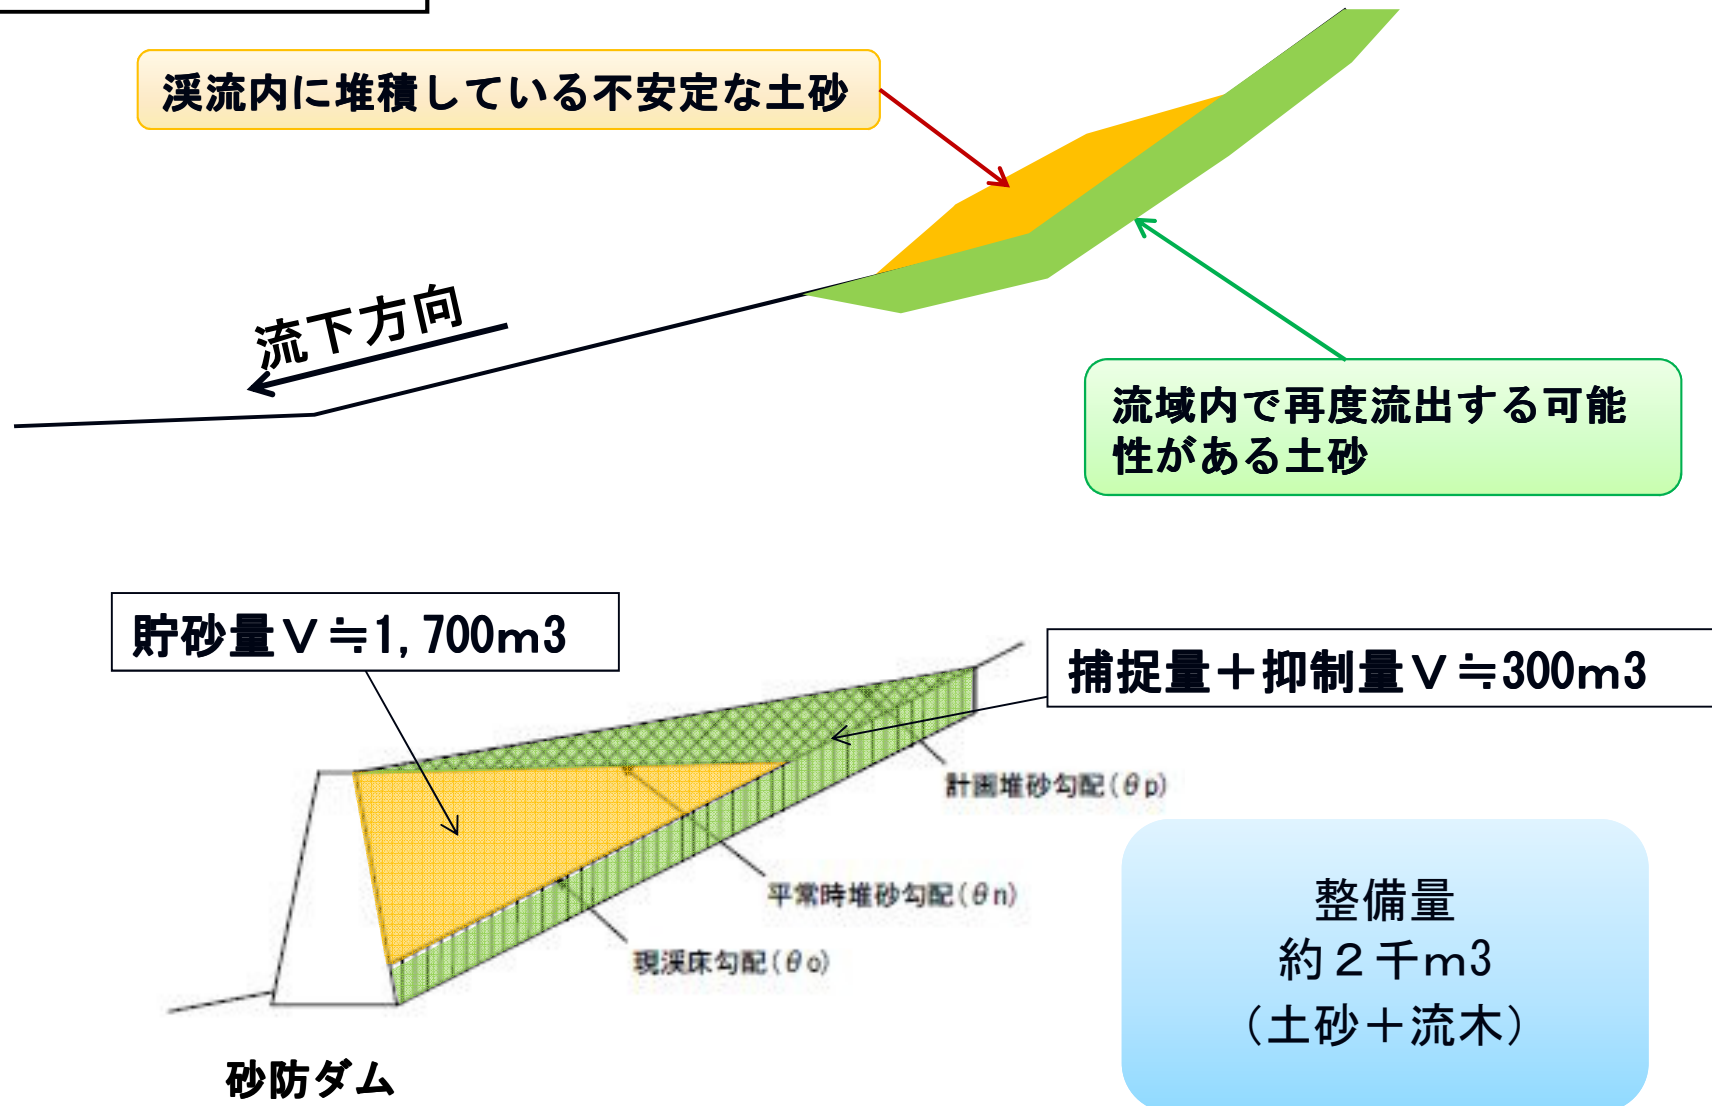 渓流内に堆積している不安定な土砂
流下方向
流域内で再度流出する可能
性がある土砂
貯砂量Ｖ≒1,700m3
捕捉量＋抑制量Ｖ≒300m3
計画堆砂勾配(θp)
平常時堆砂勾配(θn)
現渓床勾配(θo)
整備量
約２千m3
（土砂＋流木）
砂防ダム